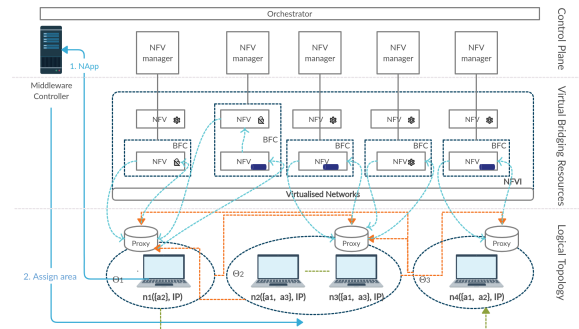 Orchestrator
Control Plane
NFV
manager
NFV
manager
NFV
manager
NFV
manager
NFV
manager
1. NApp
Middleware
Controller
Virtual Bridging Resources
NFV
NFV
NFV
NFV
NFV
BFC
BFC
BFC
BFC
BFC
NFV
NFV
NFV
NFV
NFV
NFVI
Virtualised Networks
Logical Topology
Proxy
Proxy
Proxy
2. Assign area
Θ1
Θ2
Θ3
n1({a2}, IP)
n2({a1, a3}, IP)
n3({a1, a3}, IP)
n4({a1, a2}, IP)